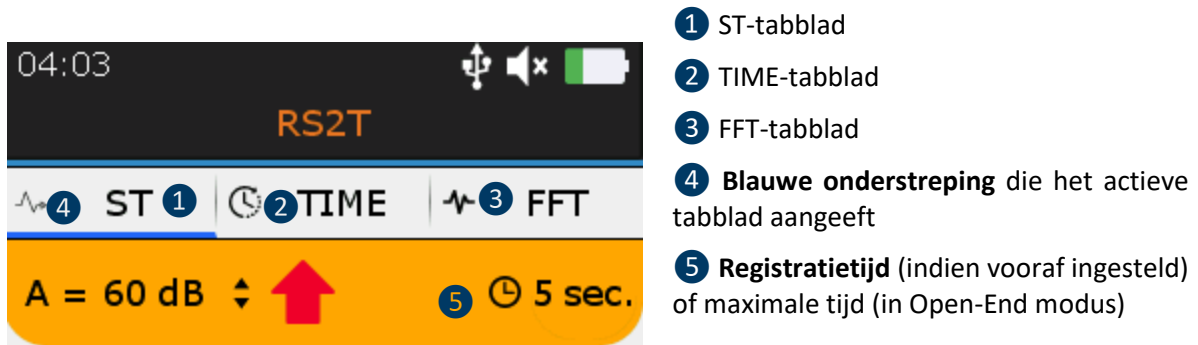 04:03
RS2T
4 ST 1 2 TIME 3 FFT
A = 60 dB 5 5 sec.
1 ST-tabblad
2 TIME-tabblad
3 FFT-tabblad
4 Blauwe onderstreping die het actieve
tabblad aangeeft
5 Registratietijd (indien vooraf ingesteld)
of maximale tijd (in Open-End modus)